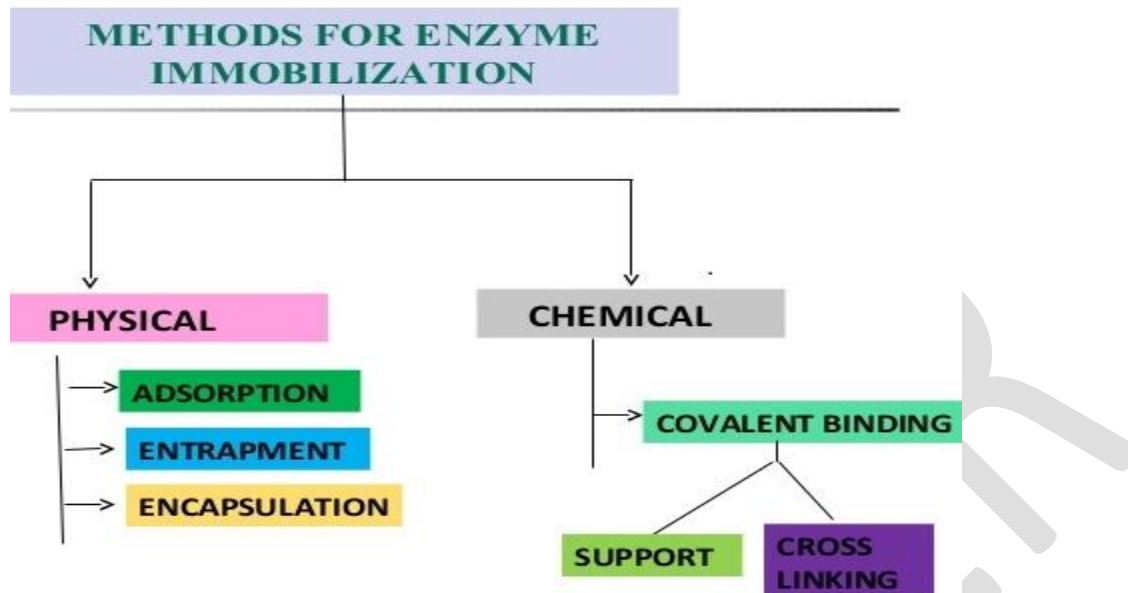 METHODS FOR ENZYME
IMMOBILIZATION
PHYSICAL
CHEMICAL
ADSORPTION
COVALENT BINDING
ENTRAPMENT
ENCAPSULATION
SUPPORT
CROSS
LINKING